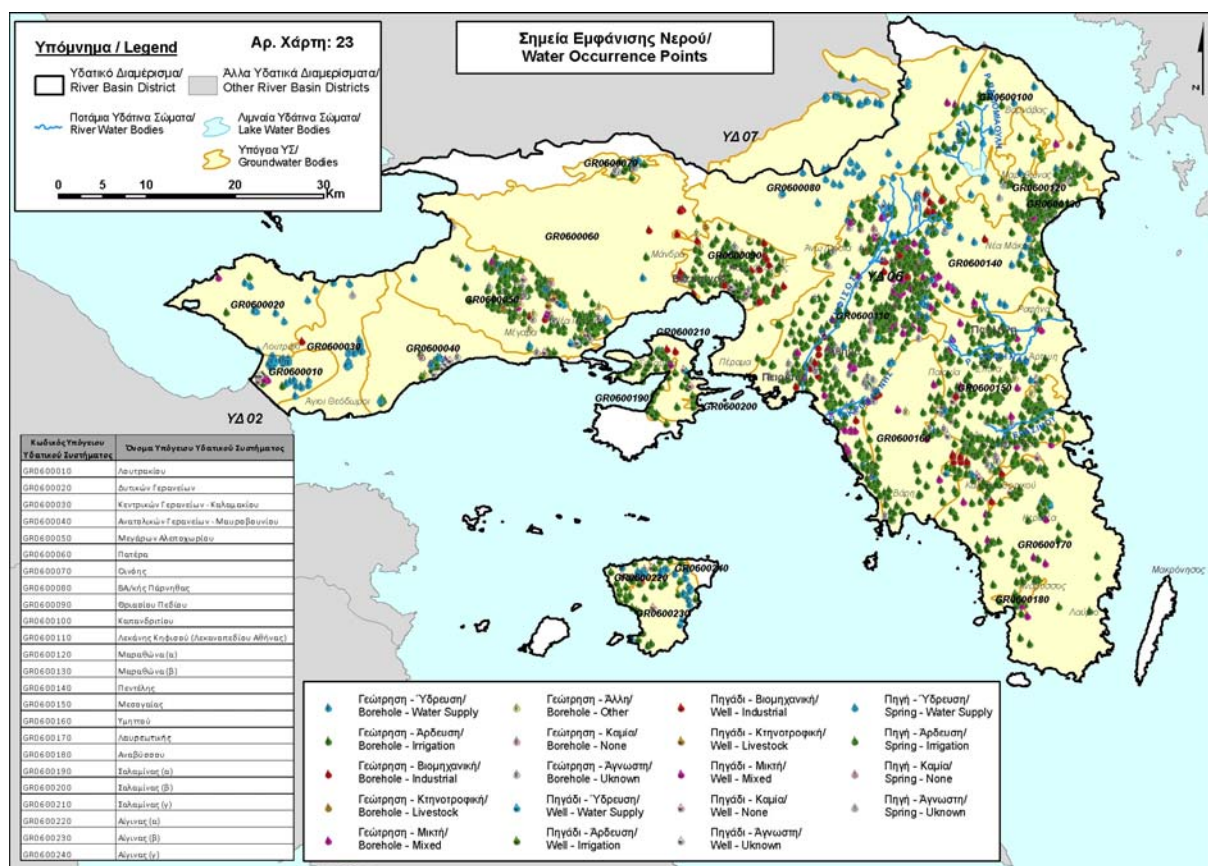 Υπόμνημα / Legend
Αρ. Χάρτη: 23
Υδατικό Διαμέρισμα/
River Basin District
Άλλα Υδατικά Διαμερίσματα/
Other River Basin Districts
Ποτάμια Υδάτινα Σώματα/
River Water Bodies
Λιμναία Υδάτινα Σώματα/
Lake Water Bodies
Υπόγεια ΥΣ/
Groundwater Bodies
0 5 10 20 30
Km
Σημεία Εμφάνισης Νερού/
Water Occurrence Points
N
ΥΔ 07
ΥΔ 06
ΥΔ 02
GR0600100
GR0600070
GR0600080
GR0600120
GR0600130
GR0600060
GR0600090
GR0600140
GR0600020
GR0600050
GR0600030
GR0600040
GR0600010
GR0600110
GR0600210
GR0600190
GR0600200
GR0600150
GR0600160
GR0600170
GR0600180
GR0600220
GR0600240
GR0600230
Μάνδρα
Μέγαρα
Πέραμα
Άγιοι Θεόδωροι
Βάρη
Μακρόνησος
Κωδικός Υπόγειου
Υδατικού Συστήματος
Όνομα Υπόγειου Υδατικού Συστήματος
GR0600010 Λουτρακίου
GR0600020 Δυτικών Γερανείων
GR0600030 Κεντρικών Γερανείων - Καλαμακίου
GR0600040 Ανατολικών Γερανείων - Μαυροβουνίου
GR0600050 Μεγάρων Αλεποχωρίου
GR0600060 Πατέρα
GR0600070 Οινόης
GR0600080 ΒΑ/κής Πάρνηθας
GR0600090 Θριασίου Πεδίου
GR0600100 Καπανδριτίου
GR0600110 Λεκάνης Κηφισού (Λεκανοπεδίου Αθήνας)
GR0600120 Μαραθώνα (α)
GR0600130 Μαραθώνα (β)
GR0600140 Πεντέλης
GR0600150 Μεσογαίας
GR0600160 Υμηττού
GR0600170 Λαυρεωτικής
GR0600180 Αναβύσσου
GR0600190 Σαλαμίνας (α)
GR0600200 Σαλαμίνας (β)
GR0600210 Σαλαμίνας (γ)
GR0600220 Αίγινας (α)
GR0600230 Αίγινας (β)
GR0600240 Αίγινας (γ)
Γεώτρηση - Ύδρευση/
Borehole - Water Supply
Γεώτρηση - Άρδευση/
Borehole - Irrigation
Γεώτρηση - Βιομηχανική/
Borehole - Industrial
Γεώτρηση - Κτηνοτροφική/
Borehole - Livestock
Γεώτρηση - Μικτή/
Borehole - Mixed
Γεώτρηση - Άλλη/
Borehole - Other
Γεώτρηση - Καμία/
Borehole - None
Γεώτρηση - Άγνωστη/
Borehole - Uknown
Πηγάδι - Ύδρευση/
Well - Water Supply
Πηγάδι - Άρδευση/
Well - Irrigation
Πηγάδι - Βιομηχανική/
Well - Industrial
Πηγάδι - Κτηνοτροφική/
Well - Livestock
Πηγάδι - Μικτή/
Well - Mixed
Πηγάδι - Καμία/
Well - None
Πηγάδι - Άγνωστη/
Well - Uknown
Πηγή - Ύδρευση/
Spring - Water Supply
Πηγή - Άρδευση/
Spring - Irrigation
Πηγή - Καμία/
Spring - None
Πηγή - Άγνωστη/
Spring - Uknown